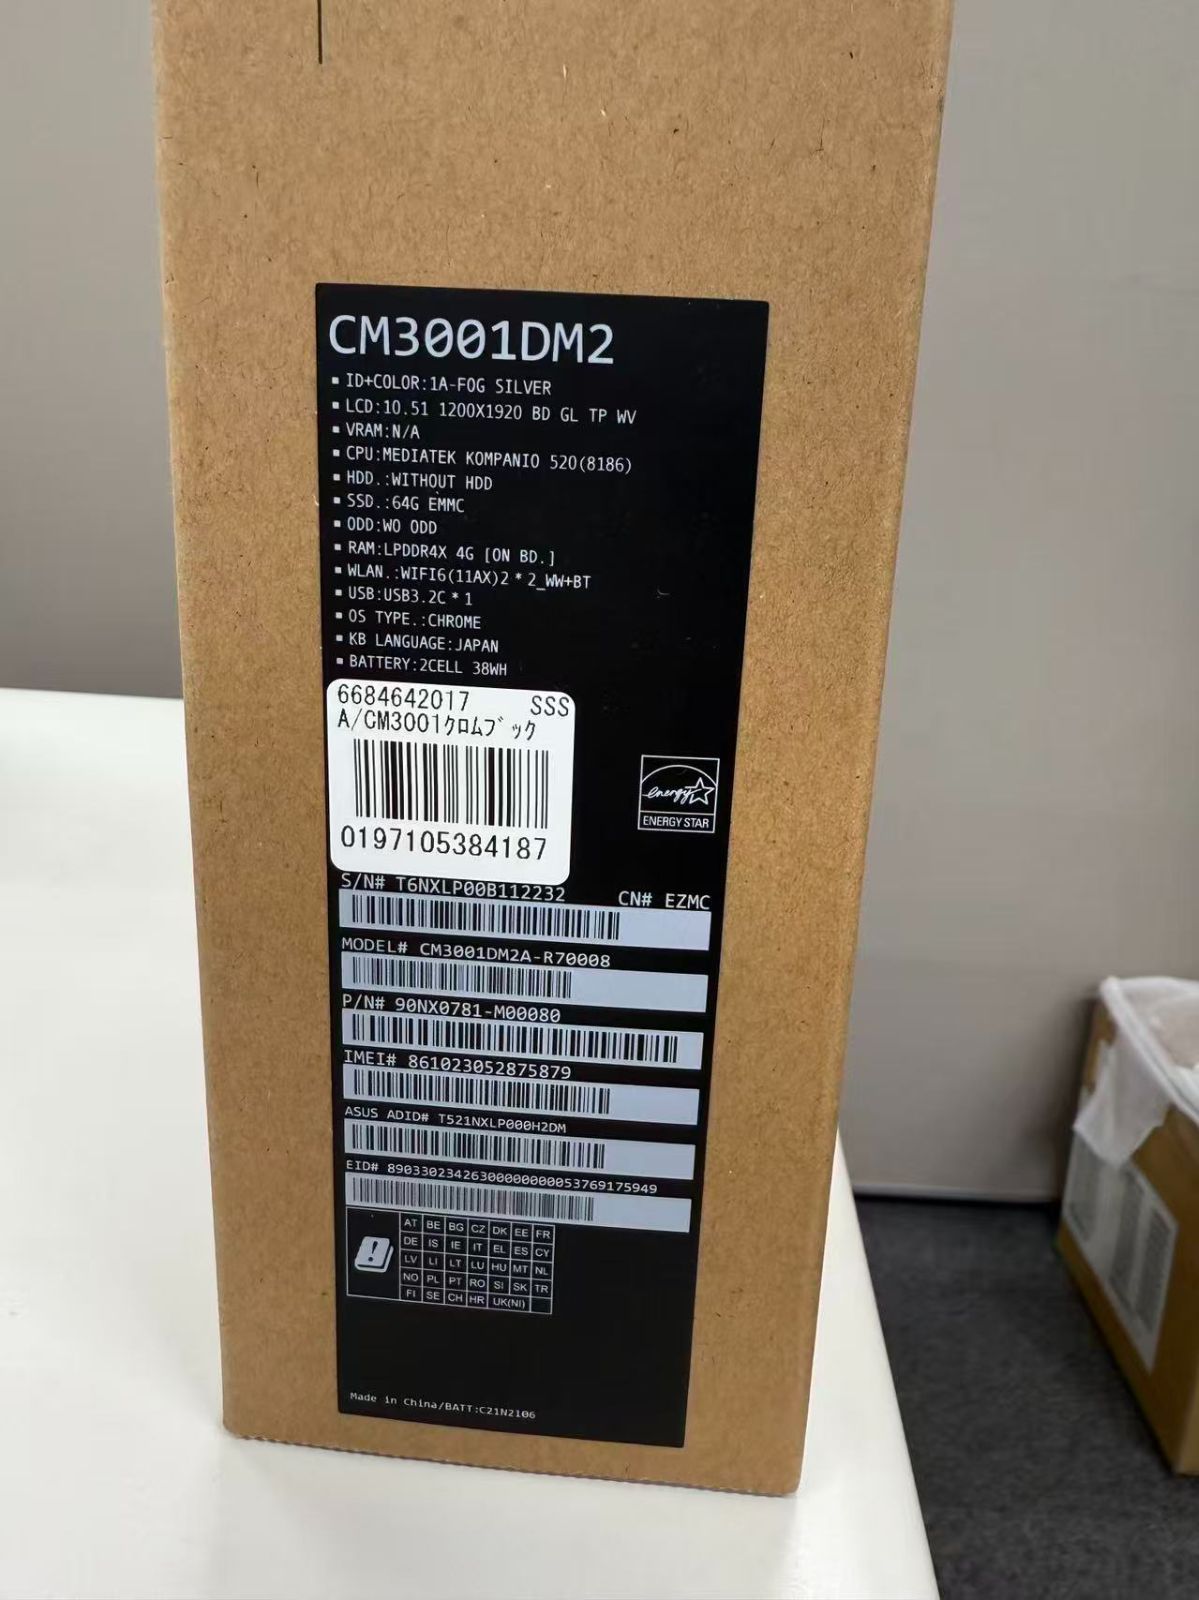 CM3001DM2
▪ ID+COLOR:1A-FOG SILVER
▪ LCD:10.51 1200X1920 BD GL TP WV
▪ VRAM:N/A
▪ CPU:MEDIATEK KOMPANIO 520(8186)
▪ HDD.:WITHOUT HDD
▪ SSD.:64G EMMC
▪ ODD:WO ODD
▪ RAM:LPDDR4X 4G [ON BD.]
▪ WLAN.:WIFI6(11AX)2*2_WW+BT
▪ USB:USB3.2C*1
▪ OS TYPE.:CHROME
▪ KB LANGUAGE:JAPAN
▪ BATTERY:2CELL 38WH
6684642017 SSS
A/CM3001クロムブック
0197105384187
energy
ENERGY STAR
S/N# T6NXLP00B112232 CN# EZMC
MODEL# CM3001DM2A-R70008
P/N# 90NX0781-M00080
IMEI# 861023052875879
ASUS ADID# T521NXLP000H2DM
EID# 89033023426300000000053769175949
AT BE BG CZ DK EE FR
DE IS IE IT EL ES CY
LV LI LT LU HU MT NL
NO PL PT RO SI SK TR
FI SE CH HR UK(NI)
Made in China/BATT:C21N2106